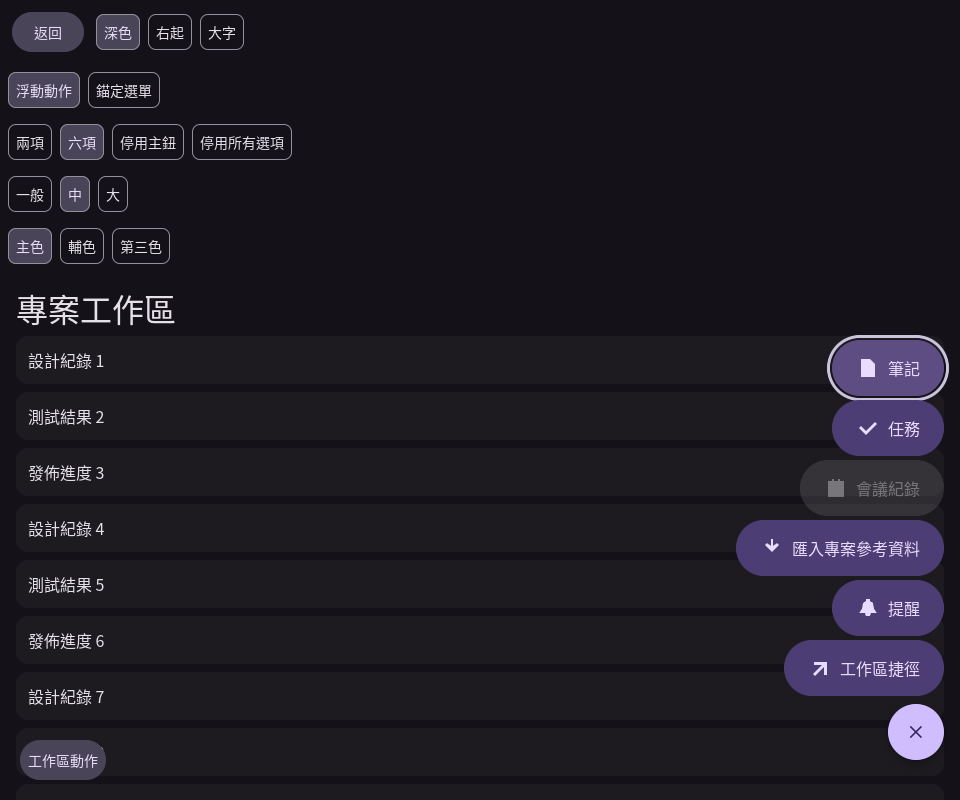 返回 深色 右起 大字
浮動動作 錨定選單
兩項 六項 停用主鈕 停用所有選項
一般 中 大
主色 輔色 第三色
專案工作區
設計紀錄 1
筆記
測試結果 2
任務
發佈進度 3
會議紀錄
設計紀錄 4
匯入專案參考資料
測試結果 5
提醒
發佈進度 6
工作區捷徑
設計紀錄 7
工作區動作